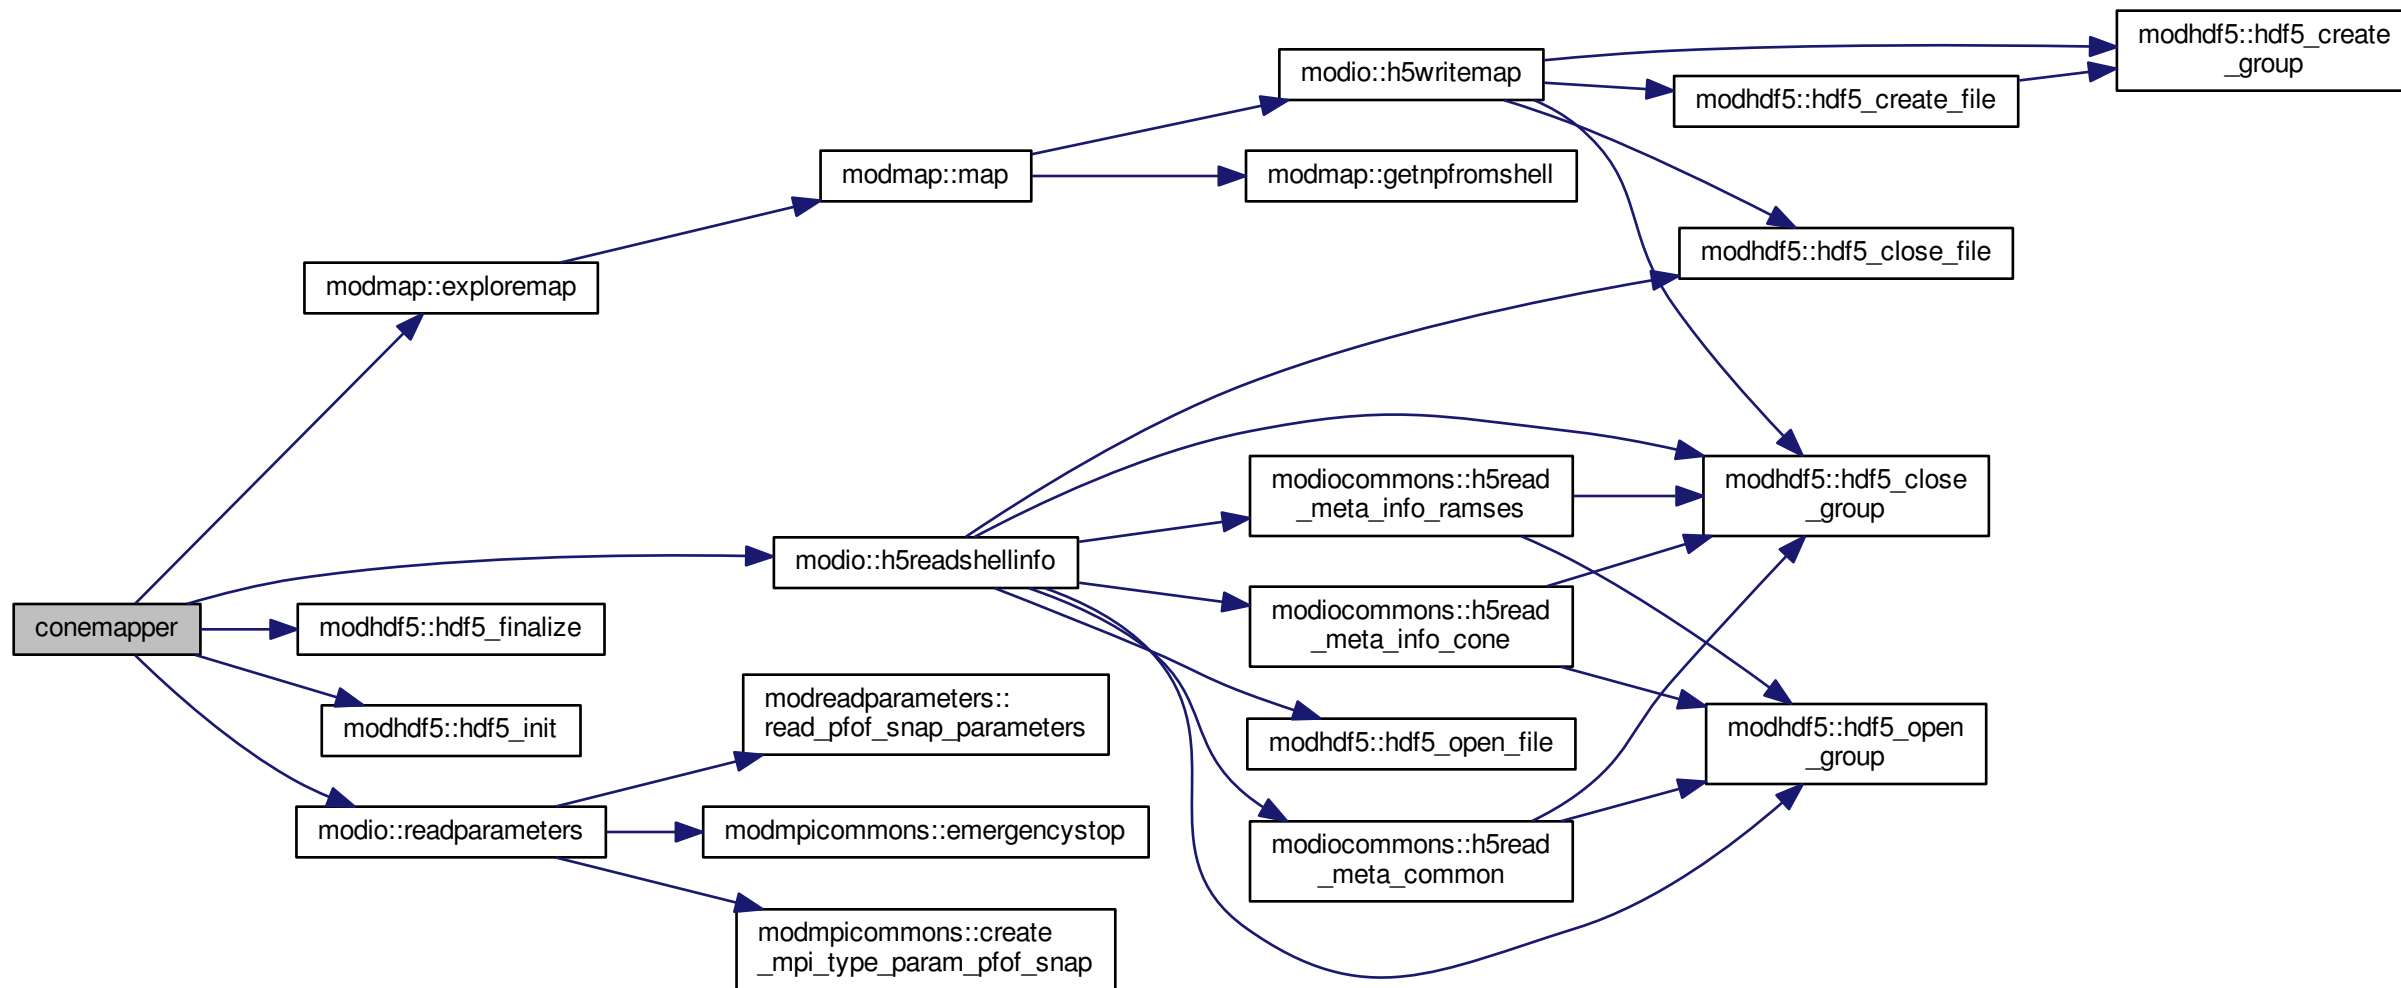 modhdf5::hdf5_create
_group
modio::h5writemap
modhdf5::hdf5_create_file
modmap::map
modmap::getnpfromshell
modhdf5::hdf5_close_file
modmap::exploremap
modiocommons::h5read
_meta_info_ramses
modhdf5::hdf5_close
_group
modio::h5readshellinfo
conemapper
modhdf5::hdf5_finalize
modiocommons::h5read
_meta_info_cone
modreadparameters::
read_pfof_snap_parameters
modhdf5::hdf5_init
modhdf5::hdf5_open_file
modhdf5::hdf5_open
_group
modio::readparameters
modmpicommons::emergencystop
modiocommons::h5read
_meta_common
modmpicommons::create
_mpi_type_param_pfof_snap